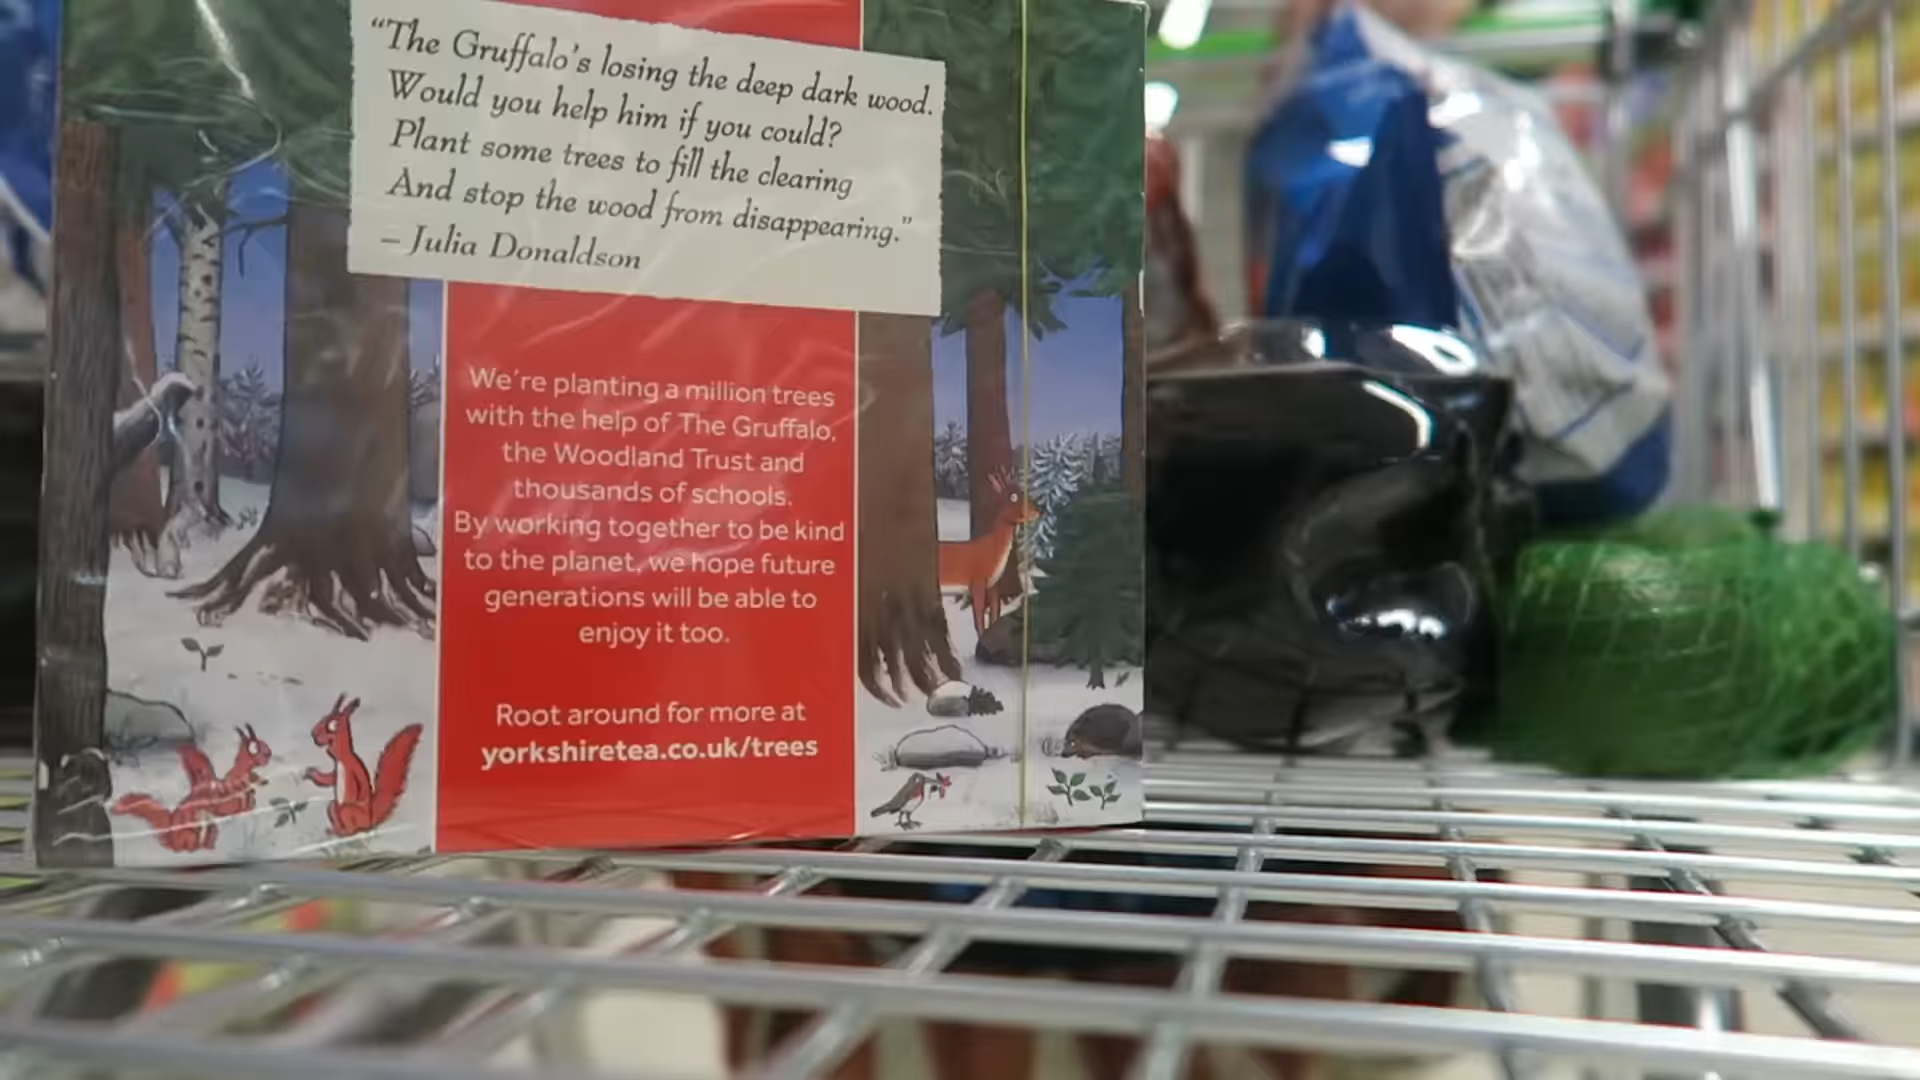 “The Gruffalo’s losing the deep dark wood.
Would you help him if you could?
Plant some trees to fill the clearing
And stop the wood from disappearing.”
– Julia Donaldson
We’re planting a million trees
with the help of The Gruffalo,
the Woodland Trust and
thousands of schools.
By working together to be kind
to the planet, we hope future
generations will be able to
enjoy it too.
Root around for more at
yorkshiretea.co.uk/trees